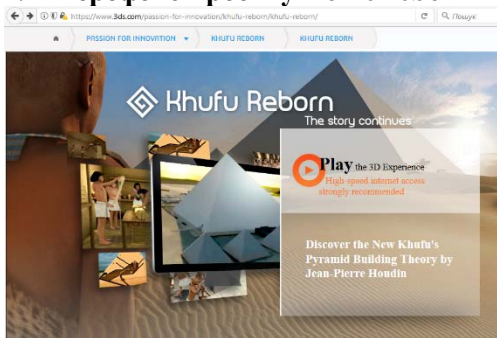 https://www.3ds.com/passion-for-innovation/khufu-reborn/khufu-reborn/
Поиск
PASSION FOR INNOVATION
KHUFU REBORN
KHUFU REBORN
Khufu Reborn
The story continues
Play the 3D Experience
High-speed internet access
strongly recommended
Discover the New Khufu's
Pyramid Building Theory by
Jean-Pierre Houdin